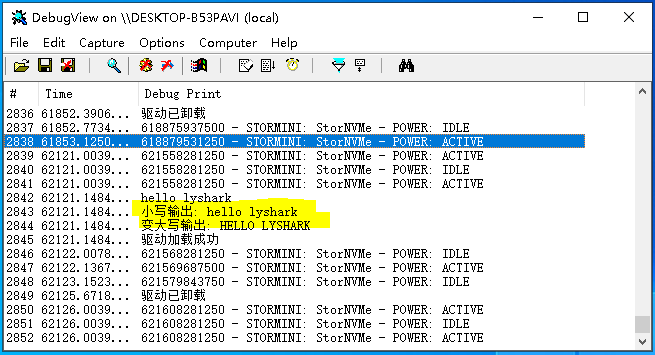 DebugView on \\DESKTOP-B53PAVI (local)
File Edit Capture Options Computer Help
# Time Debug Print
2836 61852.3906... 驱动已卸载
2837 61852.7734... 618875937500 - STORMINI: StorNVMe - POWER: IDLE
2838 61853.1250... 618879531250 - STORMINI: StorNVMe - POWER: ACTIVE
2839 62121.0039... 621558281250 - STORMINI: StorNVMe - POWER: ACTIVE
2840 62121.0039... 621558281250 - STORMINI: StorNVMe - POWER: IDLE
2841 62121.0039... 621558281250 - STORMINI: StorNVMe - POWER: ACTIVE
2842 62121.1484... hello lyshark
2843 62121.1484... 小写输出: hello lyshark
2844 62121.1484... 变大写输出: HELLO LYSHARK
2845 62121.1484... 驱动加载成功
2846 62122.0078... 621568281250 - STORMINI: StorNVMe - POWER: IDLE
2847 62122.1367... 621569687500 - STORMINI: StorNVMe - POWER: ACTIVE
2848 62123.1523... 621579843750 - STORMINI: StorNVMe - POWER: IDLE
2849 62125.6718... 驱动已卸载
2850 62126.0039... 621608281250 - STORMINI: StorNVMe - POWER: ACTIVE
2851 62126.0039... 621608281250 - STORMINI: StorNVMe - POWER: IDLE
2852 62126.0039... 621608281250 - STORMINI: StorNVMe - POWER: ACTIVE